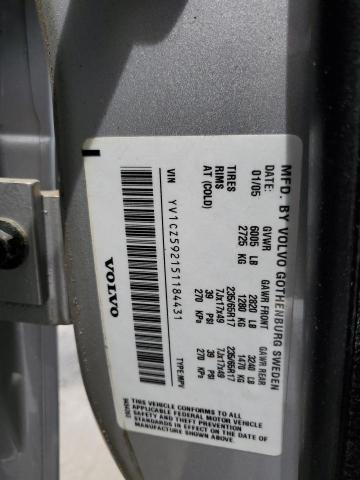 MFD. BY VOLVO GOTHENBURG SWEDEN
01/05 GVWR GAWR FRONT GAWR REAR
6005 LB 2820 LB 3240 LB
2725 KG 1280 KG 1470 KG
TIRES 235/65R17 235/65R17
RIMS 7Jx17x49 7Jx17x49
AT (COLD) 39 PSI 39 PSI
270 KPa 270 KPa
VIN YV1CZ592151184431 TYPE:MPV
THIS VEHICLE CONFORMS TO ALL
APPLICABLE FEDERAL MOTOR VEHICLE
SAFETY AND THEFT PREVENTION
STANDARDS IN EFFECT ON THE DATE
OF MANUFACTURE SHOWN ABOVE.
VOLVO